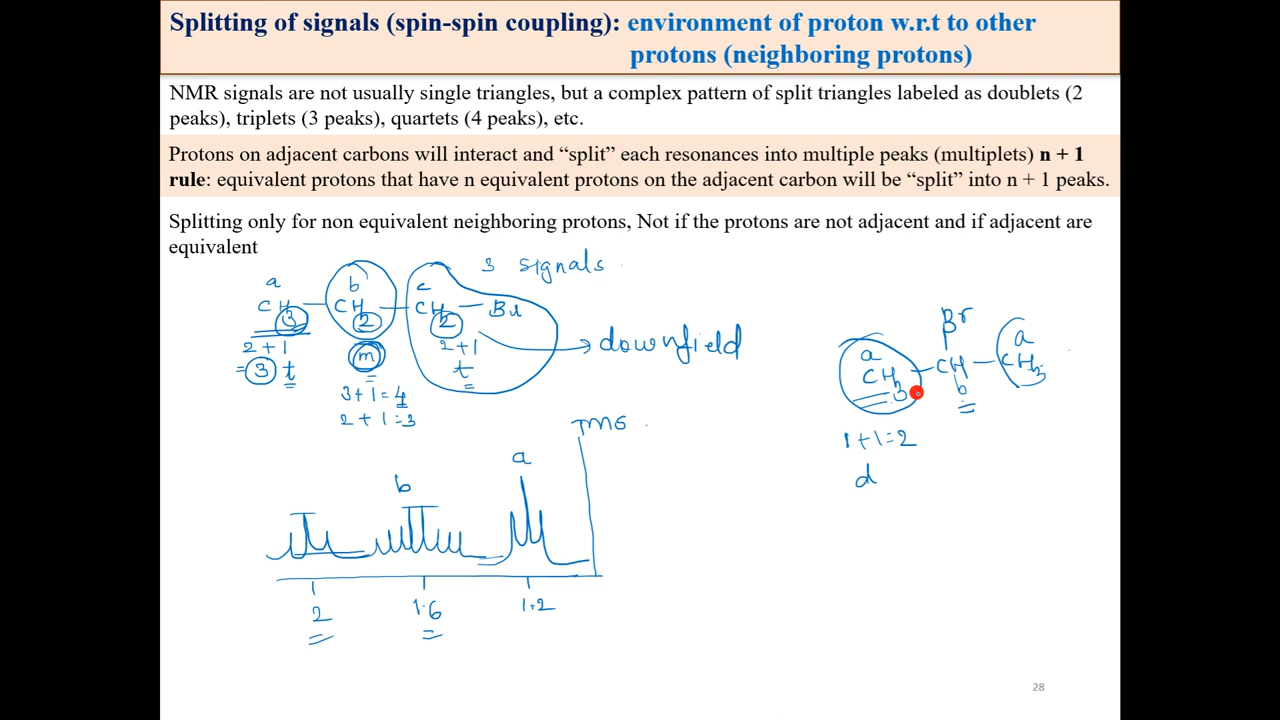 Splitting of signals (spin-spin coupling): environment of proton w.r.t to other
protons (neighboring protons)
NMR signals are not usually single triangles, but a complex pattern of split triangles labeled as doublets (2
peaks), triplets (3 peaks), quartets (4 peaks), etc.
Protons on adjacent carbons will interact and “split” each resonances into multiple peaks (multiplets) n + 1
rule: equivalent protons that have n equivalent protons on the adjacent carbon will be “split” into n + 1 peaks.
Splitting only for non equivalent neighboring protons, Not if the protons are not adjacent and if adjacent are
equivalent
3 signals
a b c
CH3 — CH2 — CH2 — Br
2+1 m 2+1
= 3 t t
3+1=4
2+1=3
downfield
Br
a a
CH3 — CH — CH3
b
1+1=2
d
TMS
a
b
2 1.6 1.2
28